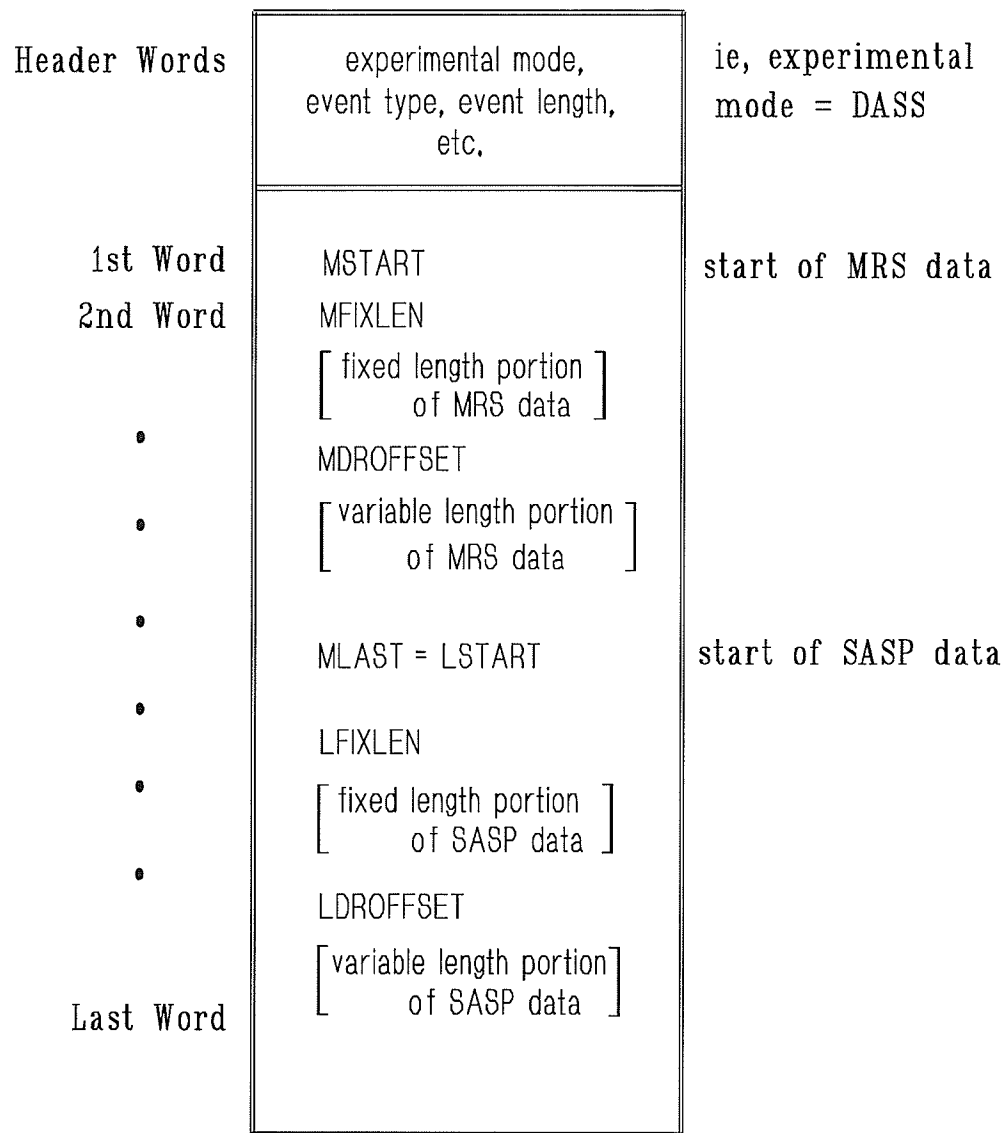 Header Words
experimental mode,
event type, event length,
etc.
ie, experimental
mode = DASS
1st Word
MSTART
start of MRS data
2nd Word
MFIXLEN
[ fixed length portion
of MRS data ]
MDROFFSET
[ variable length portion
of MRS data ]
MLAST = LSTART
start of SASP data
LFIXLEN
[ fixed length portion
of SASP data ]
LDROFFSET
[ variable length portion
of SASP data ]
Last Word